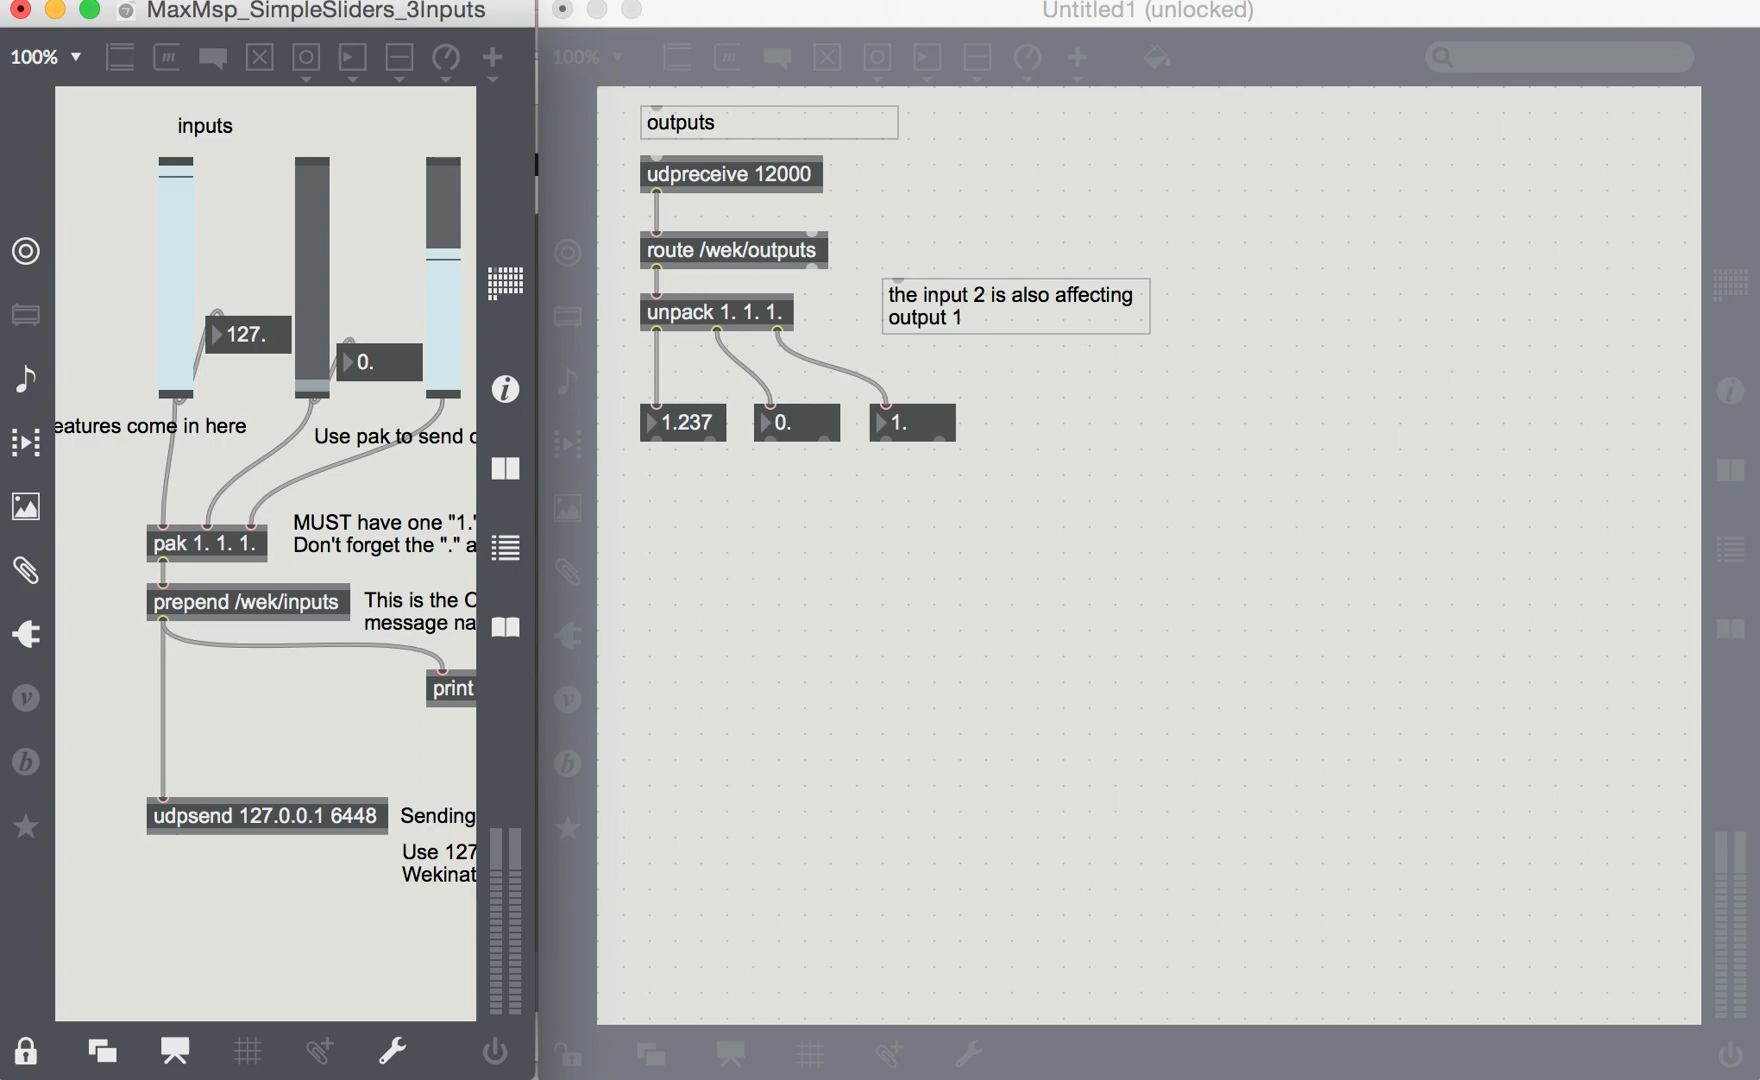 MaxMsp_SimpleSliders_3Inputs
100%
inputs
127.
0.
eatures come in here
Use pak to send
pak 1. 1. 1.
MUST have one "1."
Don't forget the "." a
prepend /wek/inputs
This is the
message na
print
udpsend 127.0.0.1 6448
Sending
Use 127
Wekinat
Untitled1 (unlocked)
100%
outputs
udpreceive 12000
route /wek/outputs
unpack 1. 1. 1.
the input 2 is also affecting
output 1
1.237
0.
1.